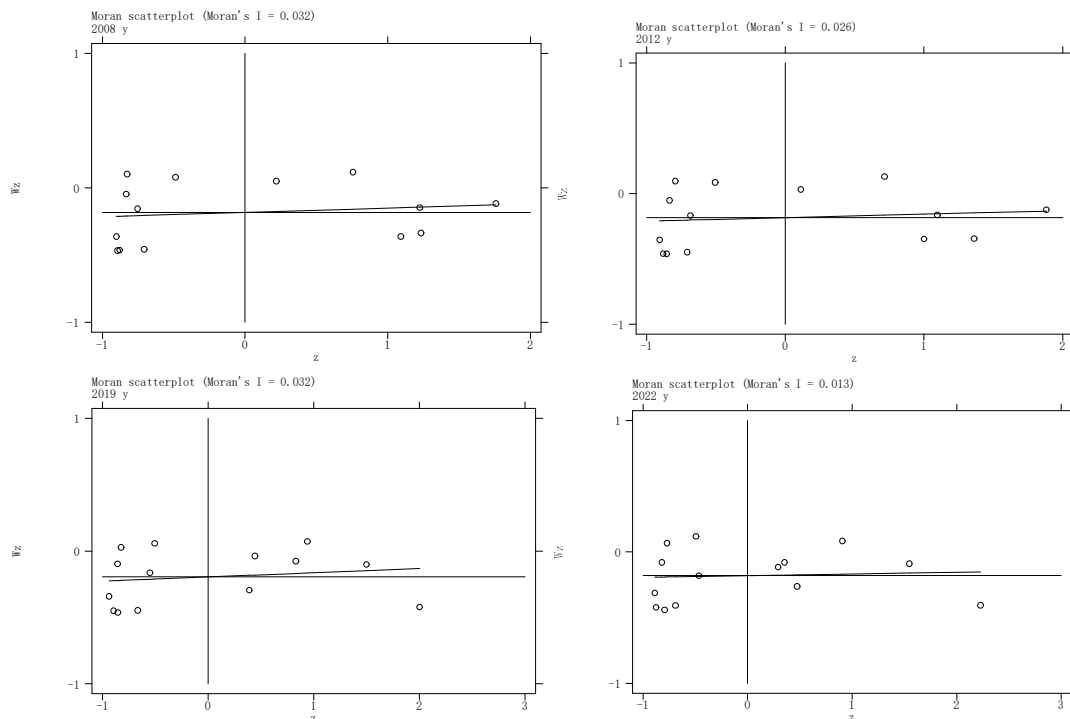 Moran scatterplot (Moran's I = 0.032)
2008 y
1
0
-1
Wz
-1
0
1
2
z
Moran scatterplot (Moran's I = 0.026)
2012 y
1
0
-1
Wz
-1
0
1
2
z
Moran scatterplot (Moran's I = 0.032)
2019 y
1
0
-1
Wz
-1
0
1
2
3
z
Moran scatterplot (Moran's I = 0.013)
2022 y
1
0
-1
Wz
-1
0
1
2
3
z